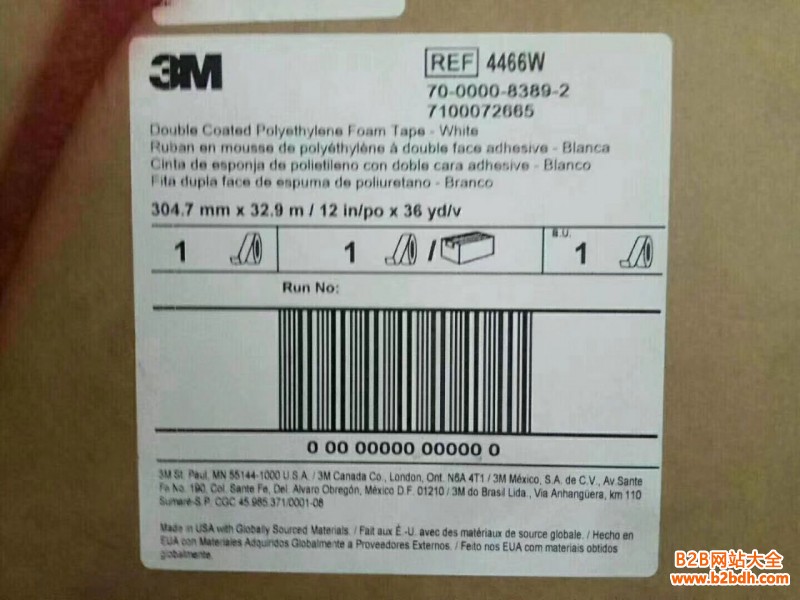 3M
REF 4466W
70-0000-8389-2
7100072665
Double Coated Polyethylene Foam Tape - White
Ruban en mousse de polyéthylène à double face adhesive - Blanca
Cinta de esponja de polietileno con doble cara adhesive - Blanco
Fita dupla face de espuma de poliuretano - Branco
304.7 mm x 32.9 m / 12 in/po x 36 yd/v
1 1 / B.U. 1
Run No:
0 00 00000 00000 0
3M St. Paul, MN 55144-1000 U.S.A. / 3M Canada Co., London, Ont. N6A 4T1 / 3M México, S.A. de C.V., Av.Sante
Fe No. 190, Col. Sante Fe, Del. Alvaro Obregón, México D.F. 01210 / 3M do Brasil Lida., Via Anhangüera, km 110
Sumaré-S.P. CGC 45.985.371/0001-08
Made in USA with Globally Sourced Materials. / Fait aux É.-U. avec des matériaux de source globale. / Hecho en
EUA con Materiales Adquindos Globalmente a Proveedores Externos. / Feito nos EUA com materiais obtidos
globalmente.
B2B网站大全
www.b2bdh.com